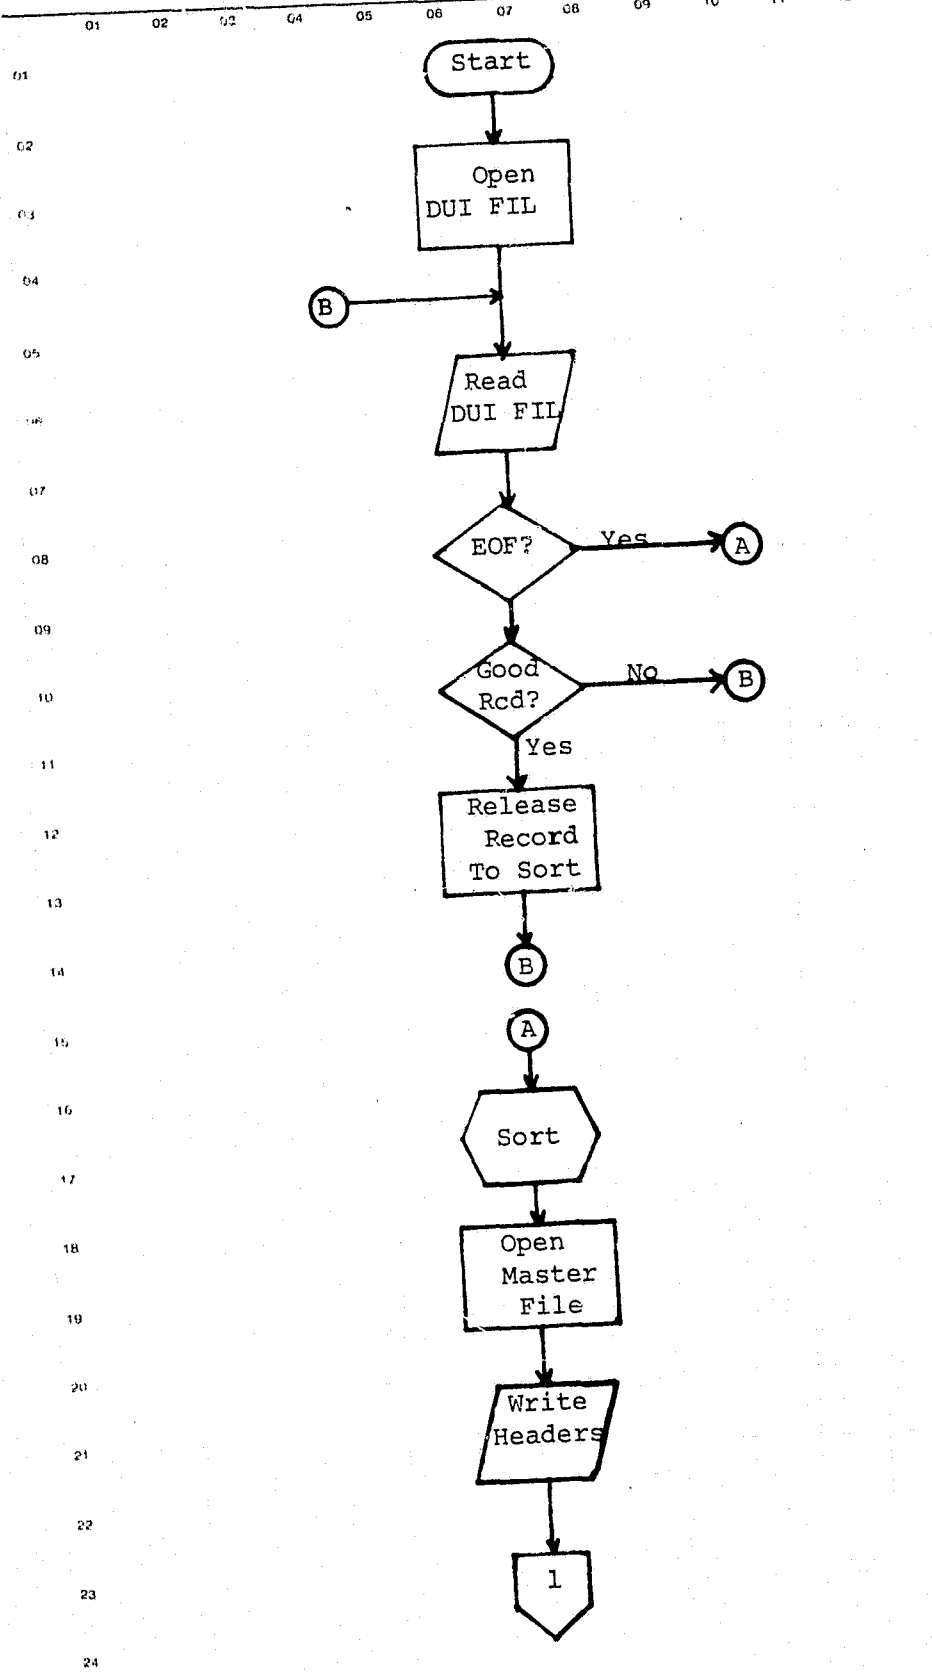 01 02 03 04 05 06 07 08 09 10
01
Start
02
Open
03
DUI FIL
04
B
05
Read
06
DUI FIL
07
08
EOF?
Yes
A
09
Good
No
B
10
Rcd?
Yes
11
Release
12
Record
To Sort
13
14
B
A
15
16
Sort
17
18
Open
Master
19
File
20
Write
21
Headers
22
23
1
24